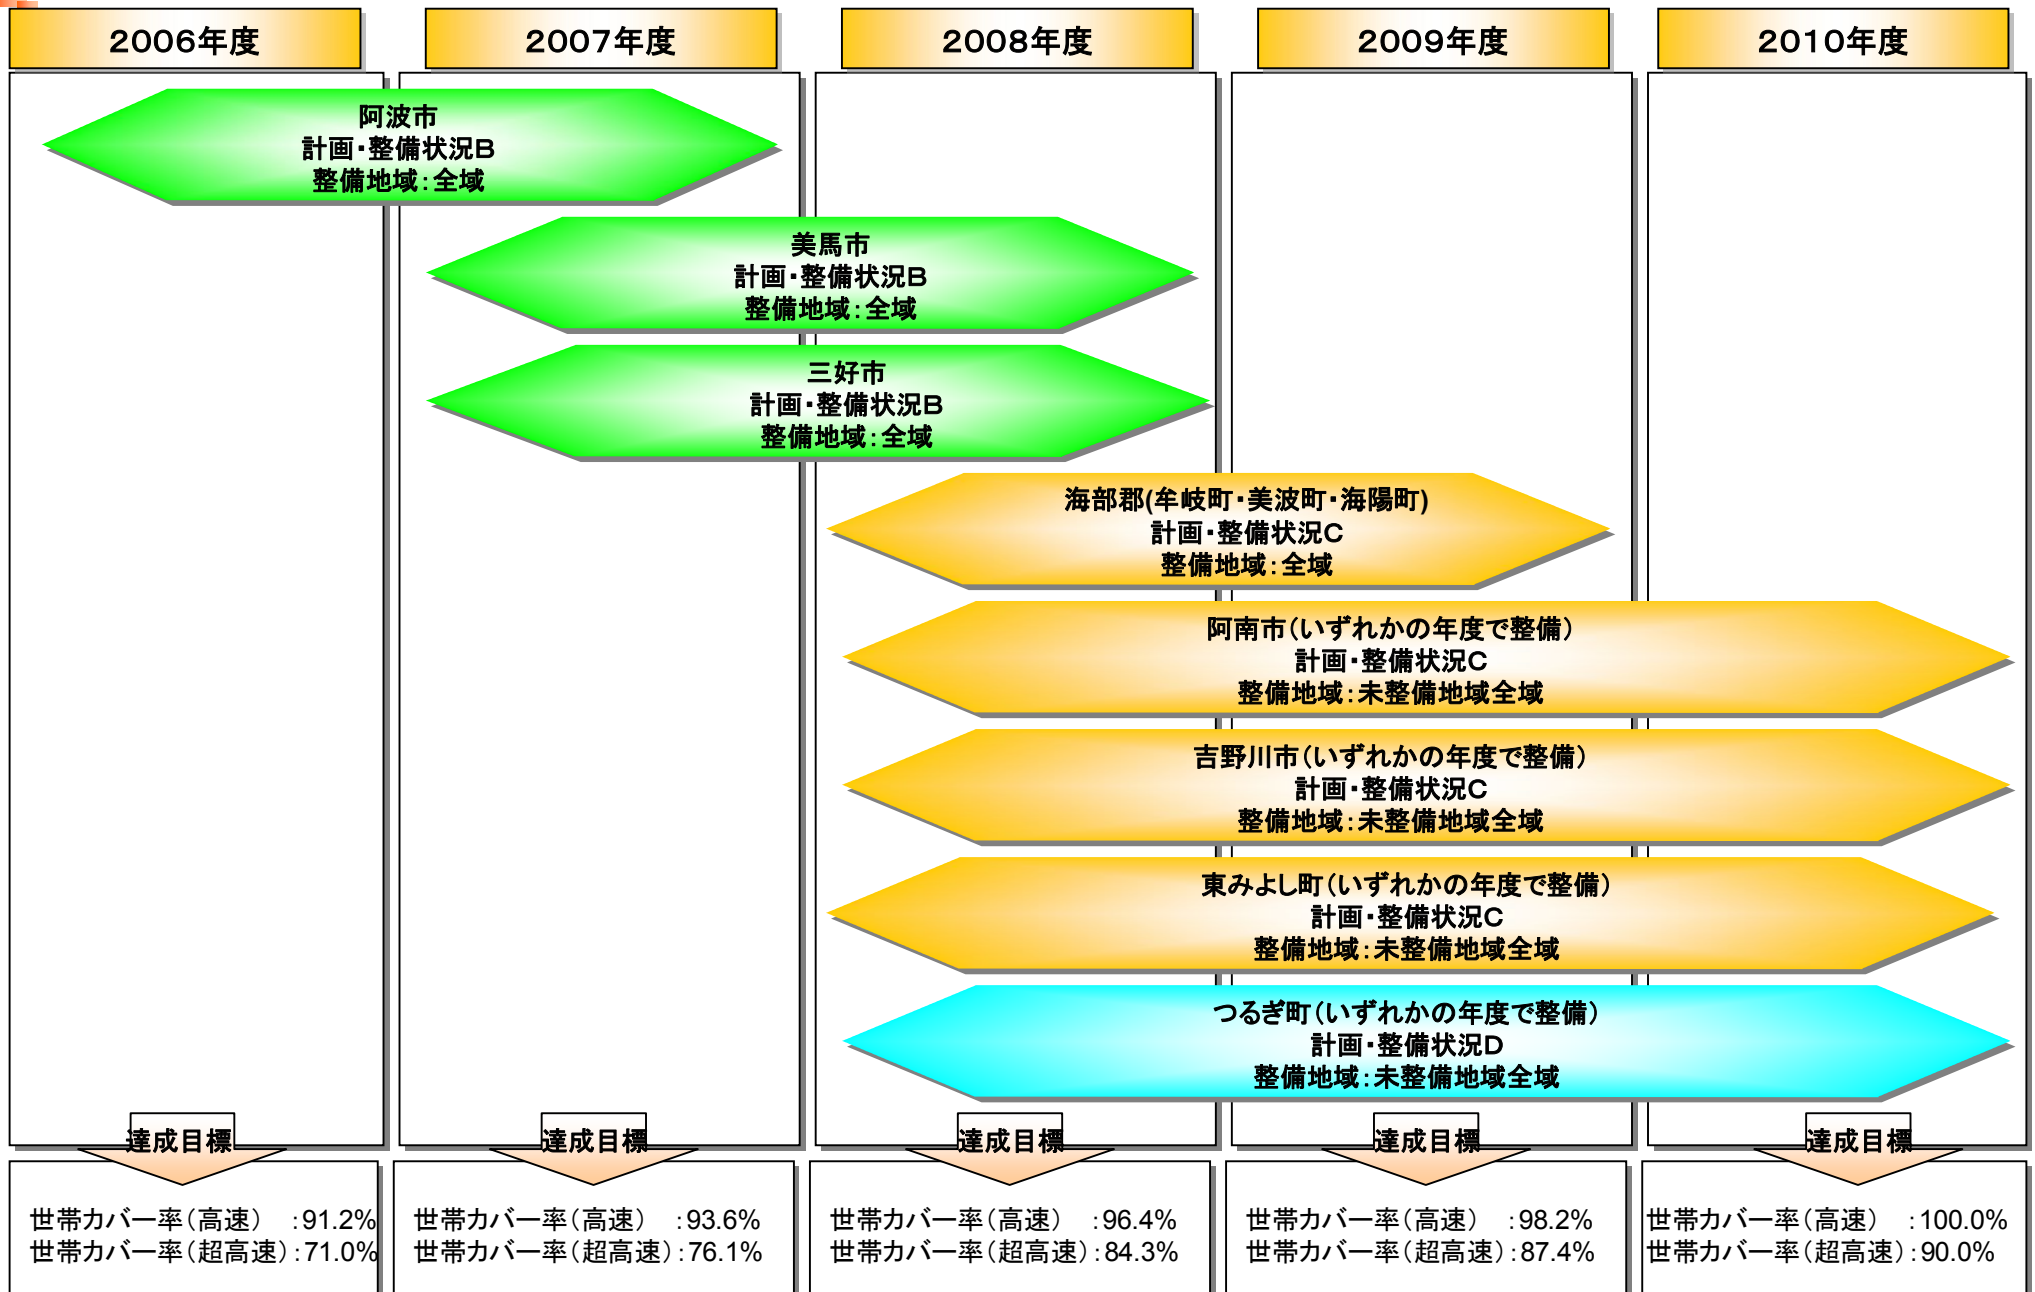 ２００６年度
２００７年度
２００８年度
２００９年度
２０１０年度
阿波市
計画・整備状況Ｂ
整備地域：全域
美馬市
計画・整備状況Ｂ
整備地域：全域
三好市
計画・整備状況Ｂ
整備地域：全域
海部郡(牟岐町・美波町・海陽町)
計画・整備状況Ｃ
整備地域：全域
阿南市（いずれかの年度で整備）
計画・整備状況Ｃ
整備地域：未整備地域全域
吉野川市（いずれかの年度で整備）
計画・整備状況Ｃ
整備地域：未整備地域全域
東みよし町（いずれかの年度で整備）
計画・整備状況Ｃ
整備地域：未整備地域全域
つるぎ町（いずれかの年度で整備）
計画・整備状況Ｄ
整備地域：未整備地域全域
達成目標
達成目標
達成目標
達成目標
達成目標
世帯カバー率（高速）　：91.2%
世帯カバー率（超高速）：71.0%
世帯カバー率（高速）　：93.6%
世帯カバー率（超高速）：76.1%
世帯カバー率（高速）　：96.4%
世帯カバー率（超高速）：84.3%
世帯カバー率（高速）　：98.2%
世帯カバー率（超高速）：87.4%
世帯カバー率（高速）　：100.0%
世帯カバー率（超高速）：90.0%